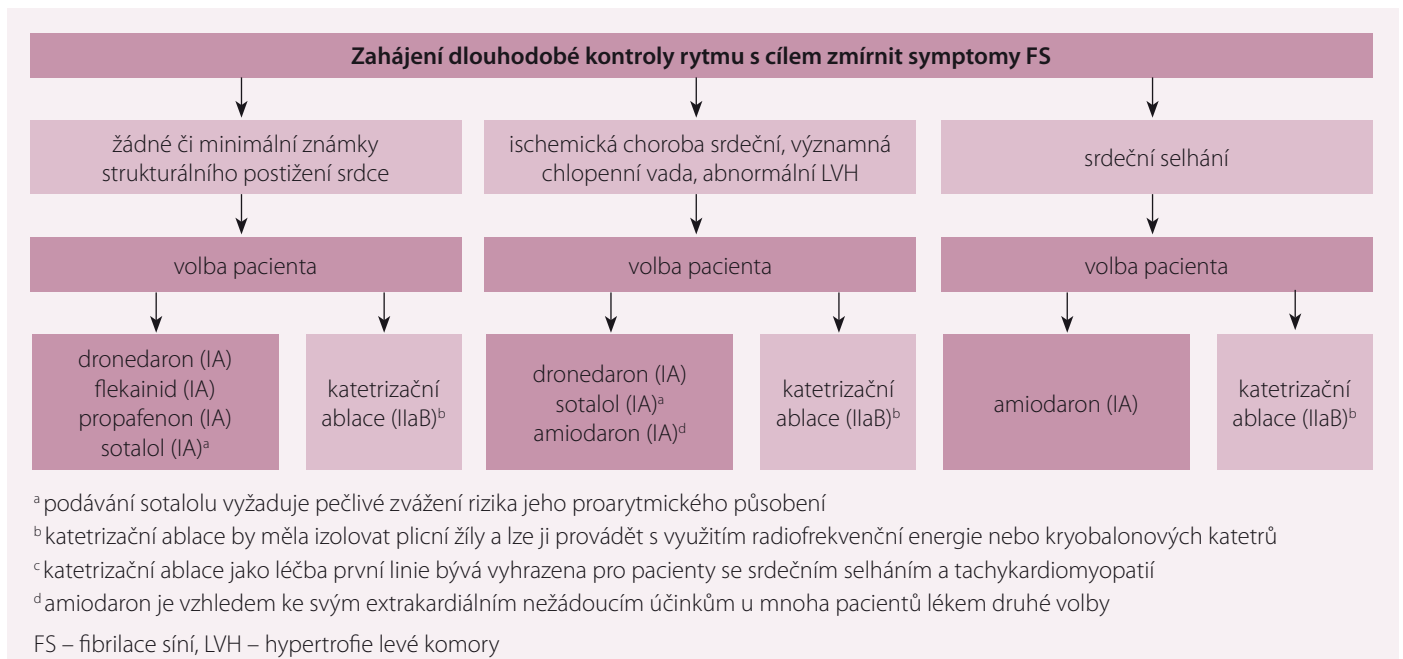 Zahájení dlouhodobé kontroly rytmu s cílem zmírnit symptomy FS
žádné či minimální známky
strukturálního postižení srdce
ischemická choroba srdeční, významná
chlopenní vada, abnormální LVH
srdeční selhání
volba pacienta
volba pacienta
volba pacienta
dronedaron (IA)
flekainid (IA)
propafenon (IA)
sotalol (IA)a
katetrizační
ablace (IIaB)b
dronedaron (IA)
sotalol (IA)a
amiodaron (IA)d
katetrizační
ablace (IIaB)b
amiodaron (IA)
katetrizační
ablace (IIaB)b
a podávání sotalolu vyžaduje pečlivé zvážení rizika jeho proarytmického působení
b katetrizační ablace by měla izolovat plicní žíly a lze ji provádět s využitím radiofrekvenční energie nebo kryobalonových katetrů
c katetrizační ablace jako léčba první linie bývá vyhrazena pro pacienty se srdečním selháním a tachykardiomyopatií
d amiodaron je vzhledem ke svým extrakardiálním nežádoucím účinkům u mnoha pacientů lékem druhé volby
FS – fibrilace síní, LVH – hypertrofie levé komory